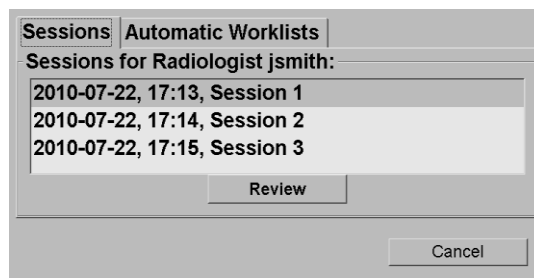 Sessions Automatic Worklists
Sessions for Radiologist jsmith:
2010-07-22, 17:13, Session 1
2010-07-22, 17:14, Session 2
2010-07-22, 17:15, Session 3
Review
Cancel